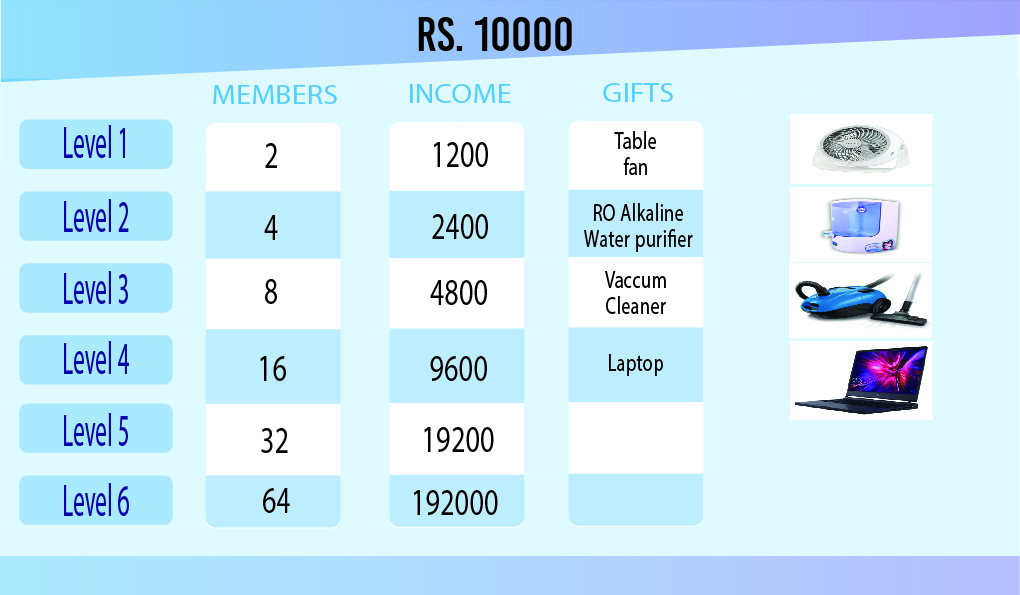 RS. 10000
MEMBERS INCOME GIFTS
Level 1 2 1200 Table
fan
Level 2 4 2400 RO Alkaline
Water purifier
Level 3 8 4800 Vaccum
Cleaner
Level 4 16 9600 Laptop
Level 5 32 19200
Level 6 64 192000